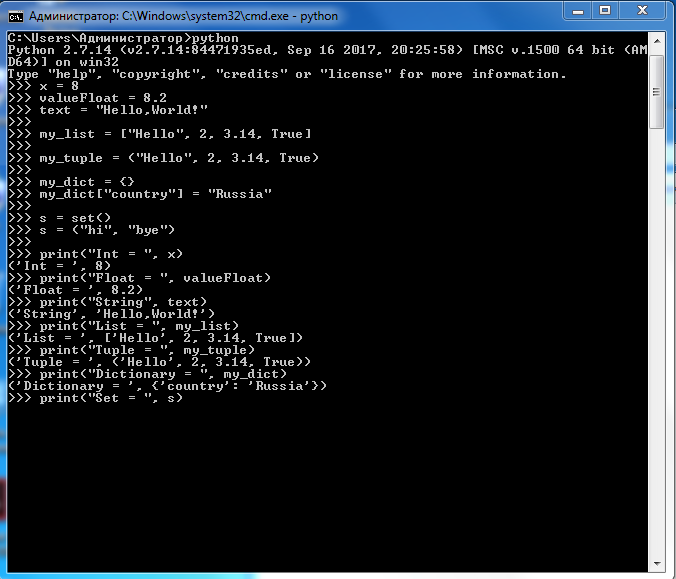 Администратор: C:\Windows\system32\cmd.exe - python
C:\Users\Администратор>python
Python 2.7.14 (v2.7.14:84471935ed, Sep 16 2017, 20:25:58) [MSC v.1500 64 bit (AM
D64)] on win32
Type "help", "copyright", "credits" or "license" for more information.
>>> x = 8
>>> valueFloat = 8.2
>>> text = "Hello,World!"
>>>
>>> my_list = ["Hello", 2, 3.14, True]
>>>
>>> my_tuple = ("Hello", 2, 3.14, True)
>>>
>>> my_dict = {}
>>> my_dict["country"] = "Russia"
>>>
>>> s = set()
>>> s = ("hi", "bye")
>>>
>>> print("Int = ", x)
('Int = ', 8)
>>> print("Float = ", valueFloat)
('Float = ', 8.2)
>>> print("String", text)
('String', 'Hello,World!')
>>> print("List = ", my_list)
('List = ', ['Hello', 2, 3.14, True])
>>> print("Tuple = ", my_tuple)
('Tuple = ', ('Hello', 2, 3.14, True))
>>> print("Dictionary = ", my_dict)
('Dictionary = ', {'country': 'Russia'})
>>> print("Set = ", s)